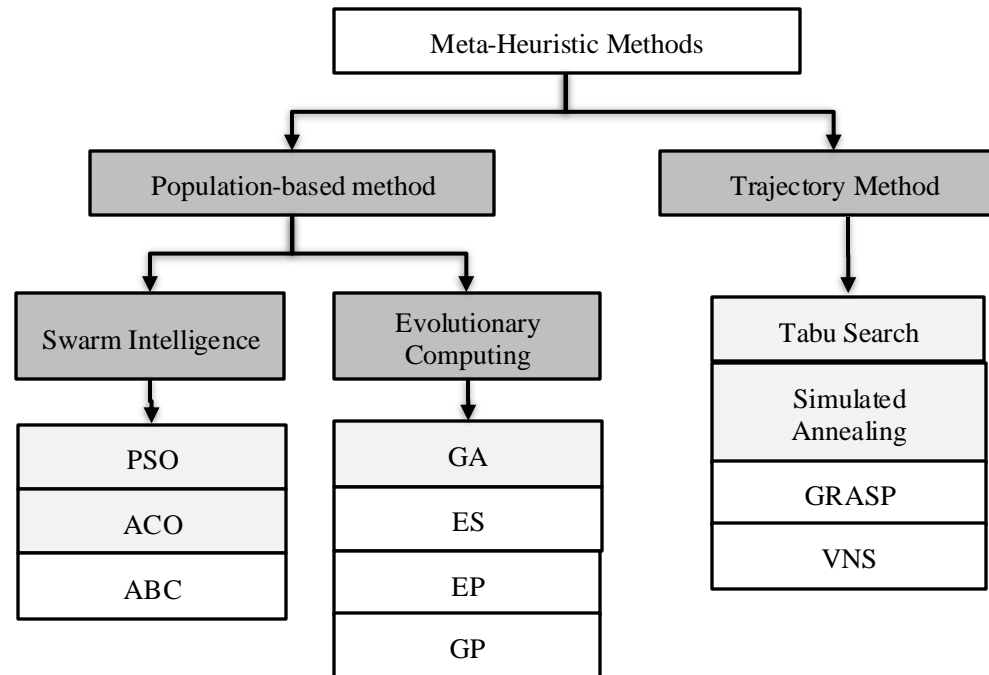 Meta-Heuristic Methods
Population-based method
Trajectory Method
Swarm Intelligence
Evolutionary
Computing
PSO
ACO
ABC
GA
ES
EP
GP
Tabu Search
Simulated
Annealing
GRASP
VNS